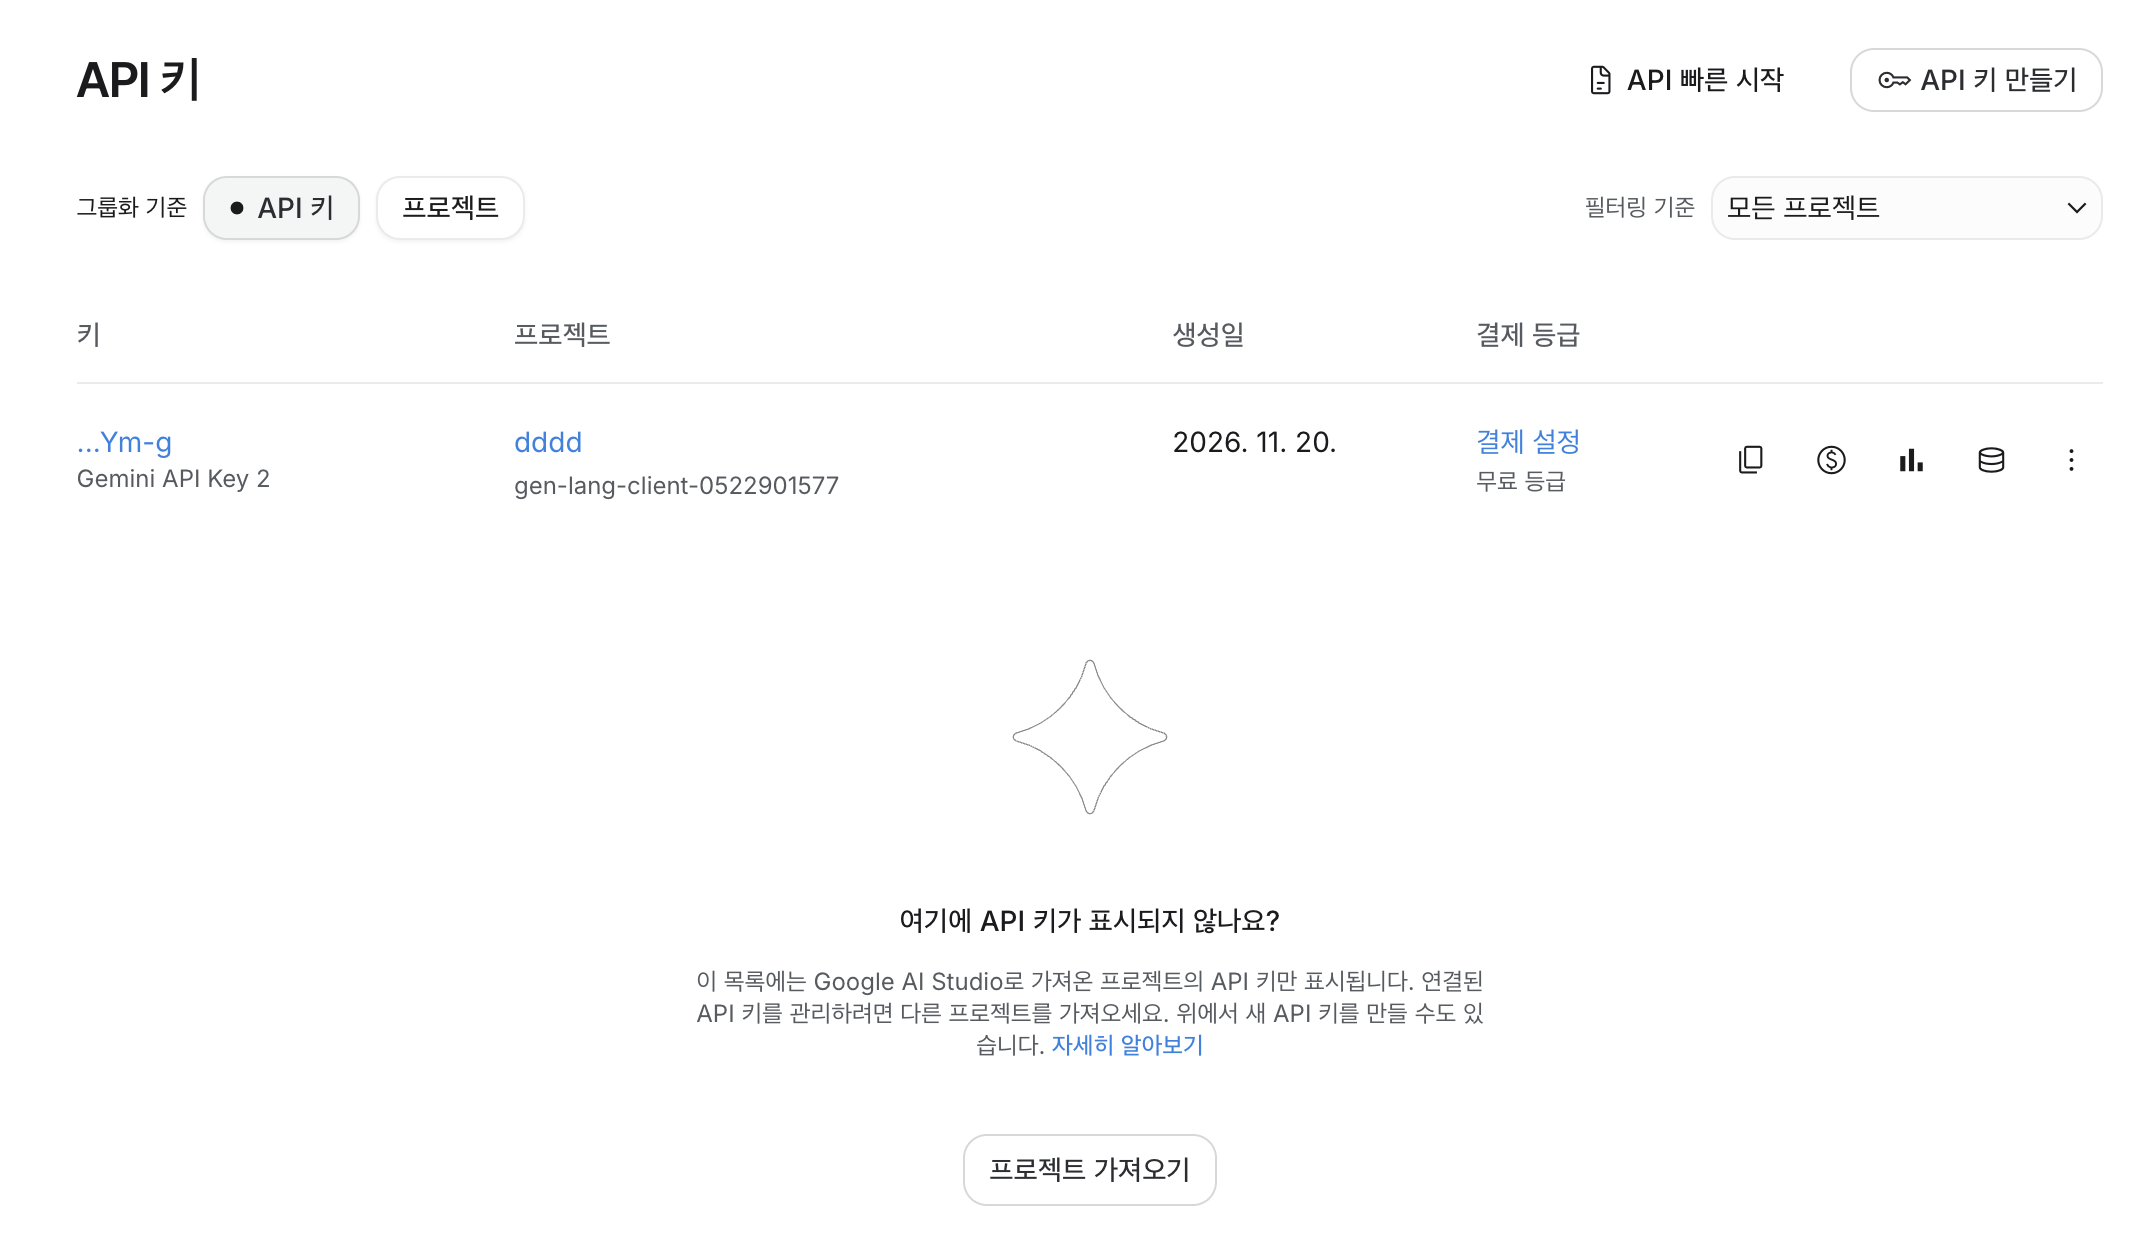 API 키
API 빠른 시작
API 키 만들기
그룹화 기준
API 키
프로젝트
필터링 기준
모든 프로젝트
키
프로젝트
생성일
결제 등급
...Ym-g
Gemini API Key 2
dddd
gen-lang-client-0522901577
2026. 11. 20.
결제 설정
무료 등급
여기에 API 키가 표시되지 않나요?
이 목록에는 Google AI Studio로 가져온 프로젝트의 API 키만 표시됩니다. 연결된
API 키를 관리하려면 다른 프로젝트를 가져오세요. 위에서 새 API 키를 만들 수도 있
습니다. 자세히 알아보기
프로젝트 가져오기